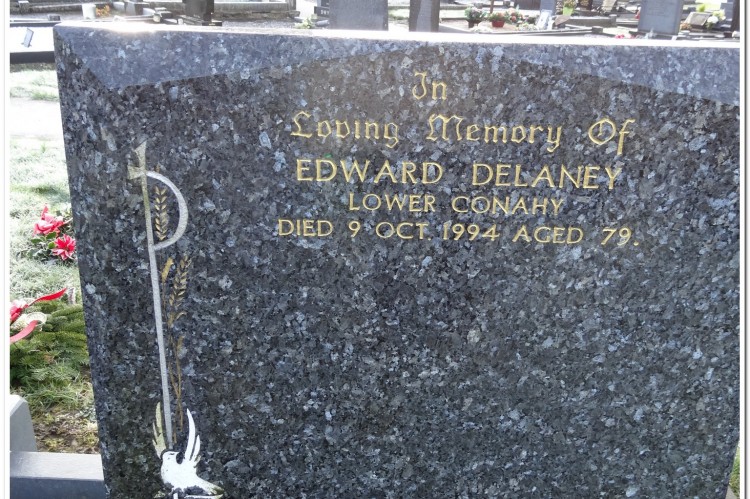 In
Loving Memory Of
EDWARD DELANEY
LOWER CONAHY
DIED 9 OCT. 1994 AGED 79.